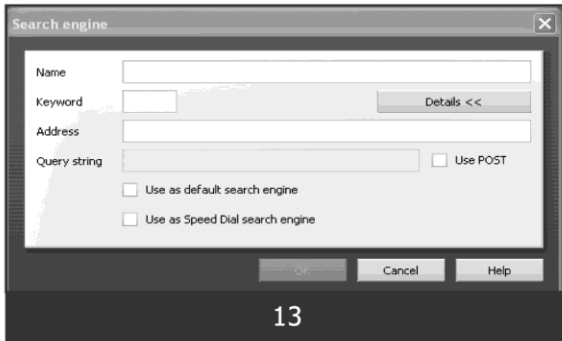 Search engine
Name
Keyword
Details <<
Address
Query string
Use POST
Use as default search engine
Use as Speed Dial search engine
OK Cancel Help
13